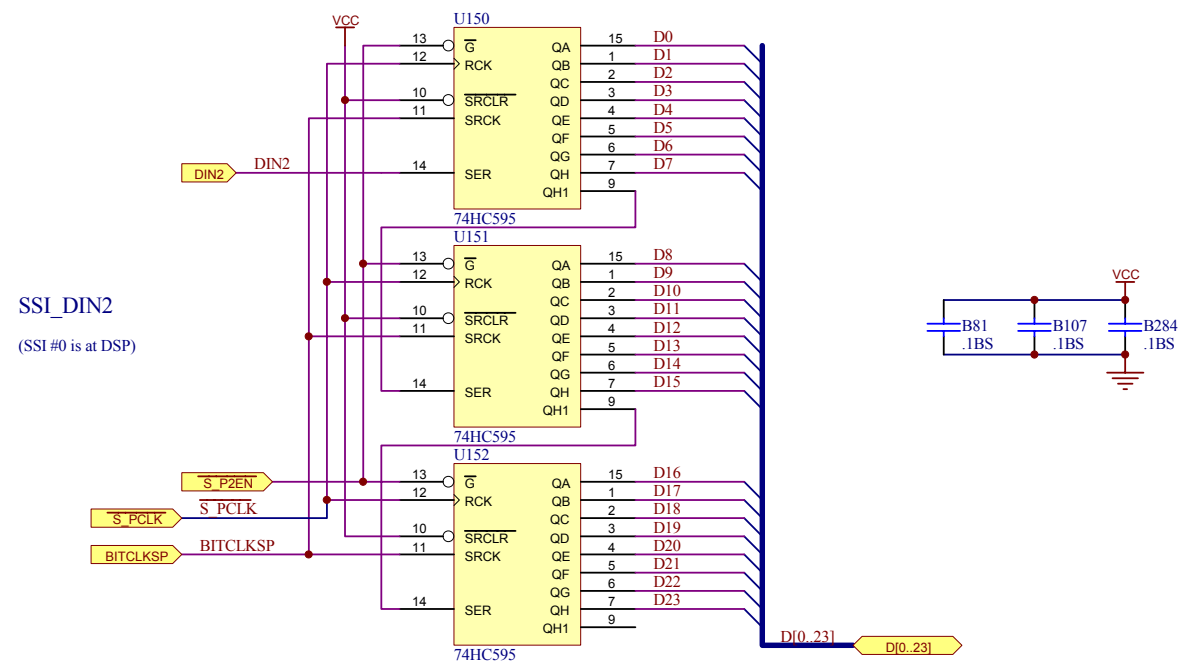 U150
VCC
13 G QA 15 D0
12 RCK QB 1 D1
QC 2 D2
10 SRCLR QD 3 D3
11 SRCK QE 4 D4
QF 5 D5
QG 6 D6
DIN2 DIN2 14 SER QH 7 D7
QH1 9
74HC595
U151
13 G QA 15 D8
12 RCK QB 1 D9
QC 2 D10
10 SRCLR QD 3 D11
11 SRCK QE 4 D12
QF 5 D13
QG 6 D14
14 SER QH 7 D15
QH1 9
74HC595
U152
S_P2EN 13 G QA 15 D16
S_PCLK S_PCLK 12 RCK QB 1 D17
QC 2 D18
10 SRCLR QD 3 D19
BITCLKSP BITCLKSP 11 SRCK QE 4 D20
QF 5 D21
QG 6 D22
14 SER QH 7 D23
QH1 9
74HC595
D[0..23] D[0..23]
SSI_DIN2
(SSI #0 is at DSP)
VCC
B81 B107 B284
.1BS .1BS .1BS